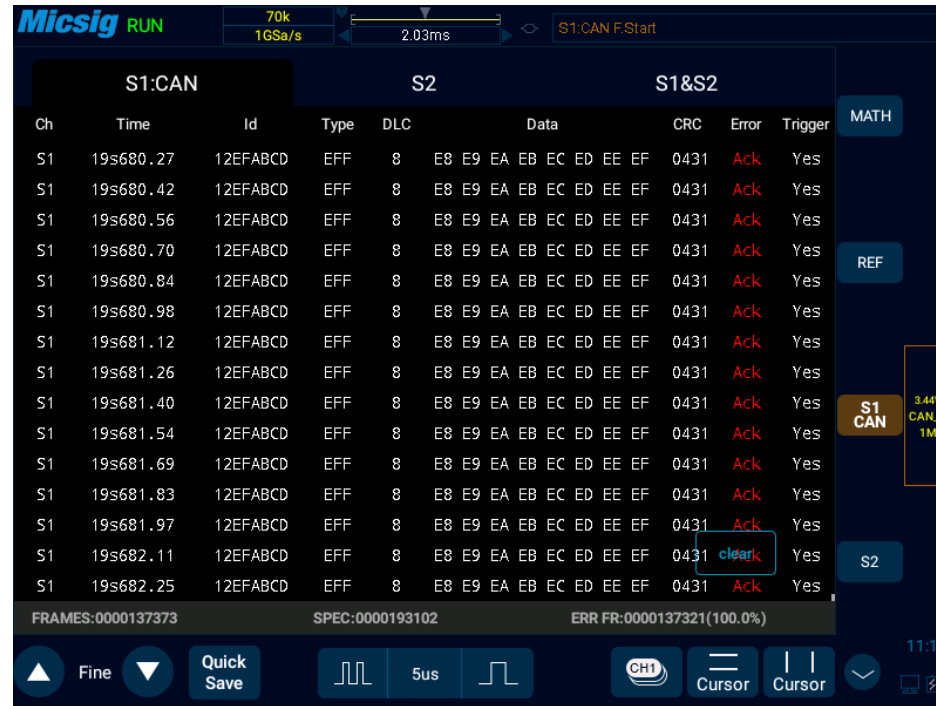 Micsig RUN 70k S1:CAN F.Start
1GSa/s 2.03ms
S1:CAN S2 S1&S2
Ch Time Id Type DLC Data CRC Error Trigger
S1 19s680.27 12EFABCD EFF 8 E8 E9 EA EB EC ED EE EF 0431 Ack Yes
S1 19s680.42 12EFABCD EFF 8 E8 E9 EA EB EC ED EE EF 0431 Ack Yes
S1 19s680.56 12EFABCD EFF 8 E8 E9 EA EB EC ED EE EF 0431 Ack Yes
S1 19s680.70 12EFABCD EFF 8 E8 E9 EA EB EC ED EE EF 0431 Ack Yes
S1 19s680.84 12EFABCD EFF 8 E8 E9 EA EB EC ED EE EF 0431 Ack Yes
S1 19s680.98 12EFABCD EFF 8 E8 E9 EA EB EC ED EE EF 0431 Ack Yes
S1 19s681.12 12EFABCD EFF 8 E8 E9 EA EB EC ED EE EF 0431 Ack Yes
S1 19s681.26 12EFABCD EFF 8 E8 E9 EA EB EC ED EE EF 0431 Ack Yes
S1 19s681.40 12EFABCD EFF 8 E8 E9 EA EB EC ED EE EF 0431 Ack Yes
S1 19s681.54 12EFABCD EFF 8 E8 E9 EA EB EC ED EE EF 0431 Ack Yes
S1 19s681.69 12EFABCD EFF 8 E8 E9 EA EB EC ED EE EF 0431 Ack Yes
S1 19s681.83 12EFABCD EFF 8 E8 E9 EA EB EC ED EE EF 0431 Ack Yes
S1 19s681.97 12EFABCD EFF 8 E8 E9 EA EB EC ED EE EF 0431 Ack Yes
S1 19s682.11 12EFABCD EFF 8 E8 E9 EA EB EC ED EE EF 0431 Ack Yes
clear
S1 19s682.25 12EFABCD EFF 8 E8 E9 EA EB EC ED EE EF 0431 Ack Yes
FRAMES:0000137373 SPEC:0000193102 ERR FR:0000137321(100.0%)
MATH
REF
S1
CAN
3.44
CAN_
1M
S2
Fine
Quick
Save
5us
CH1
Cursor
Cursor
11:1